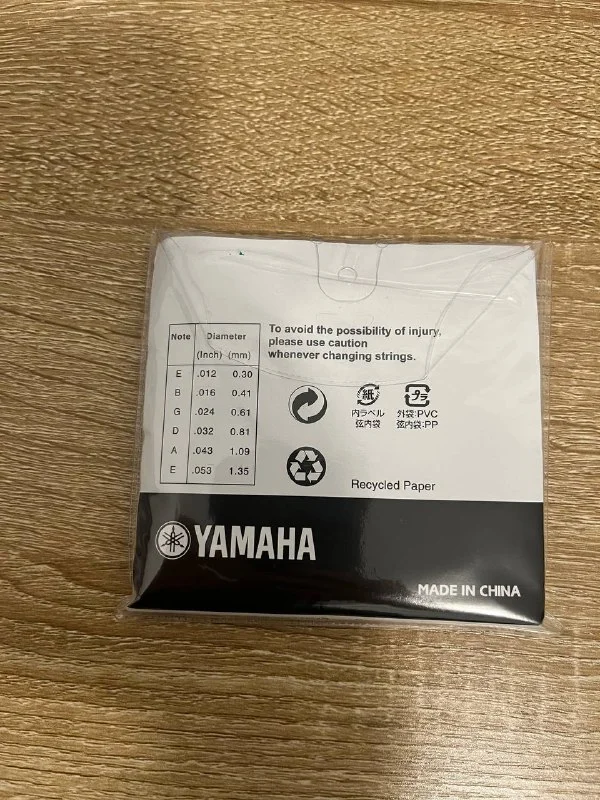 Note Diameter
(Inch) (mm)
E .012 0.30
B .016 0.41
G .024 0.61
D .032 0.81
A .043 1.09
E .053 1.35
To avoid the possibility of injury,
please use caution
whenever changing strings.
紙
内ラベル
弦内袋
プラ
外袋:PVC
弦内袋:PP
Recycled Paper
YAMAHA
MADE IN CHINA